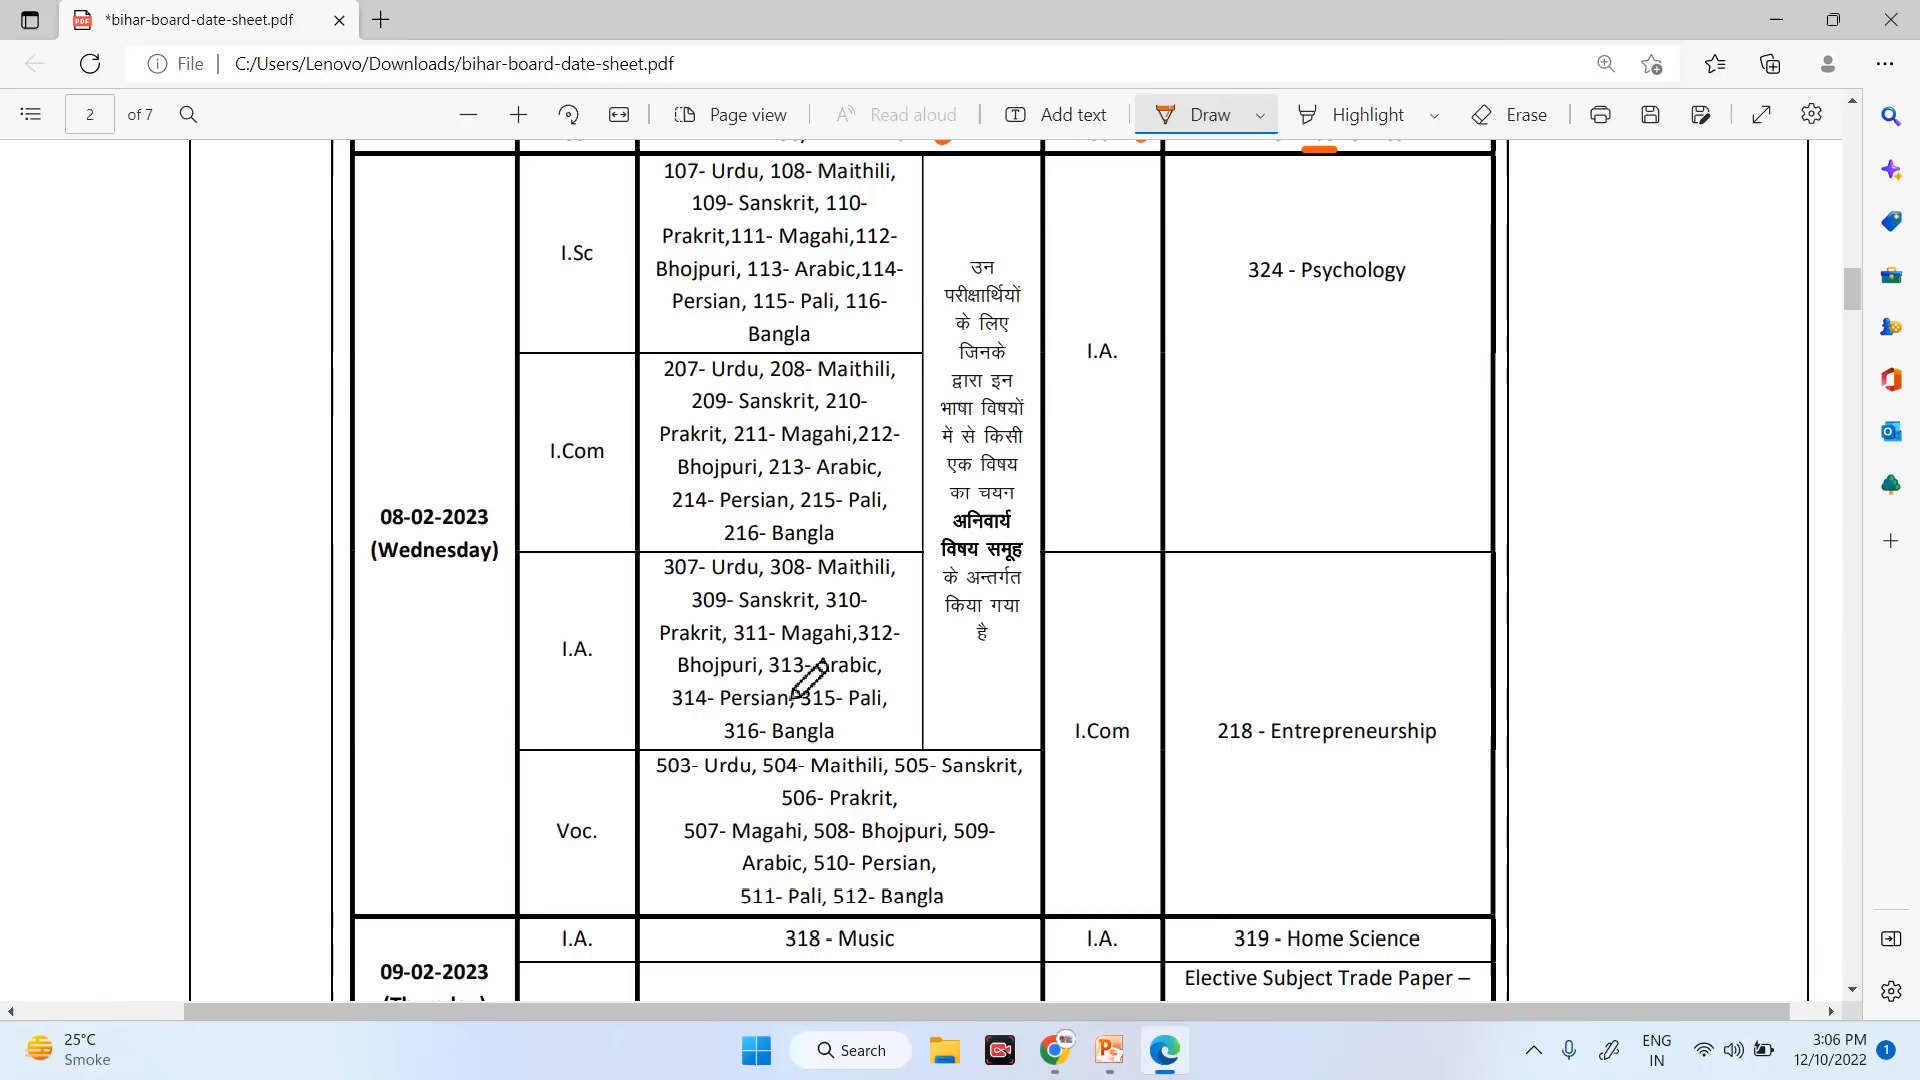 *bihar-board-date-sheet.pdf
File
C:/Users/Lenovo/Downloads/bihar-board-date-sheet.pdf
2 of 7
Page view
Read aloud
Add text
Draw
Highlight
Erase
08-02-2023
(Wednesday)
I.Sc
107- Urdu, 108- Maithili,
109- Sanskrit, 110-
Prakrit,111- Magahi,112-
Bhojpuri, 113- Arabic,114-
Persian, 115- Pali, 116-
Bangla
I.Com
207- Urdu, 208- Maithili,
209- Sanskrit, 210-
Prakrit, 211- Magahi,212-
Bhojpuri, 213- Arabic,
214- Persian, 215- Pali,
216- Bangla
I.A.
307- Urdu, 308- Maithili,
309- Sanskrit, 310-
Prakrit, 311- Magahi,312-
Bhojpuri, 313- Arabic,
314- Persian, 315- Pali,
316- Bangla
उन
परीक्षार्थियों
के लिए
जिनके
द्वारा इन
भाषा विषयों
में से किसी
एक विषय
का चयन
अनिवार्य
विषय समूह
के अन्तर्गत
किया गया
है
Voc.
503- Urdu, 504- Maithili, 505- Sanskrit,
506- Prakrit,
507- Magahi, 508- Bhojpuri, 509-
Arabic, 510- Persian,
511- Pali, 512- Bangla
I.A.
324 - Psychology
I.Com
218 - Entrepreneurship
09-02-2023
I.A.
318 - Music
I.A.
319 - Home Science
Elective Subject Trade Paper –
25°C
Smoke
Search
ENG
IN
3:06 PM
12/10/2022
1